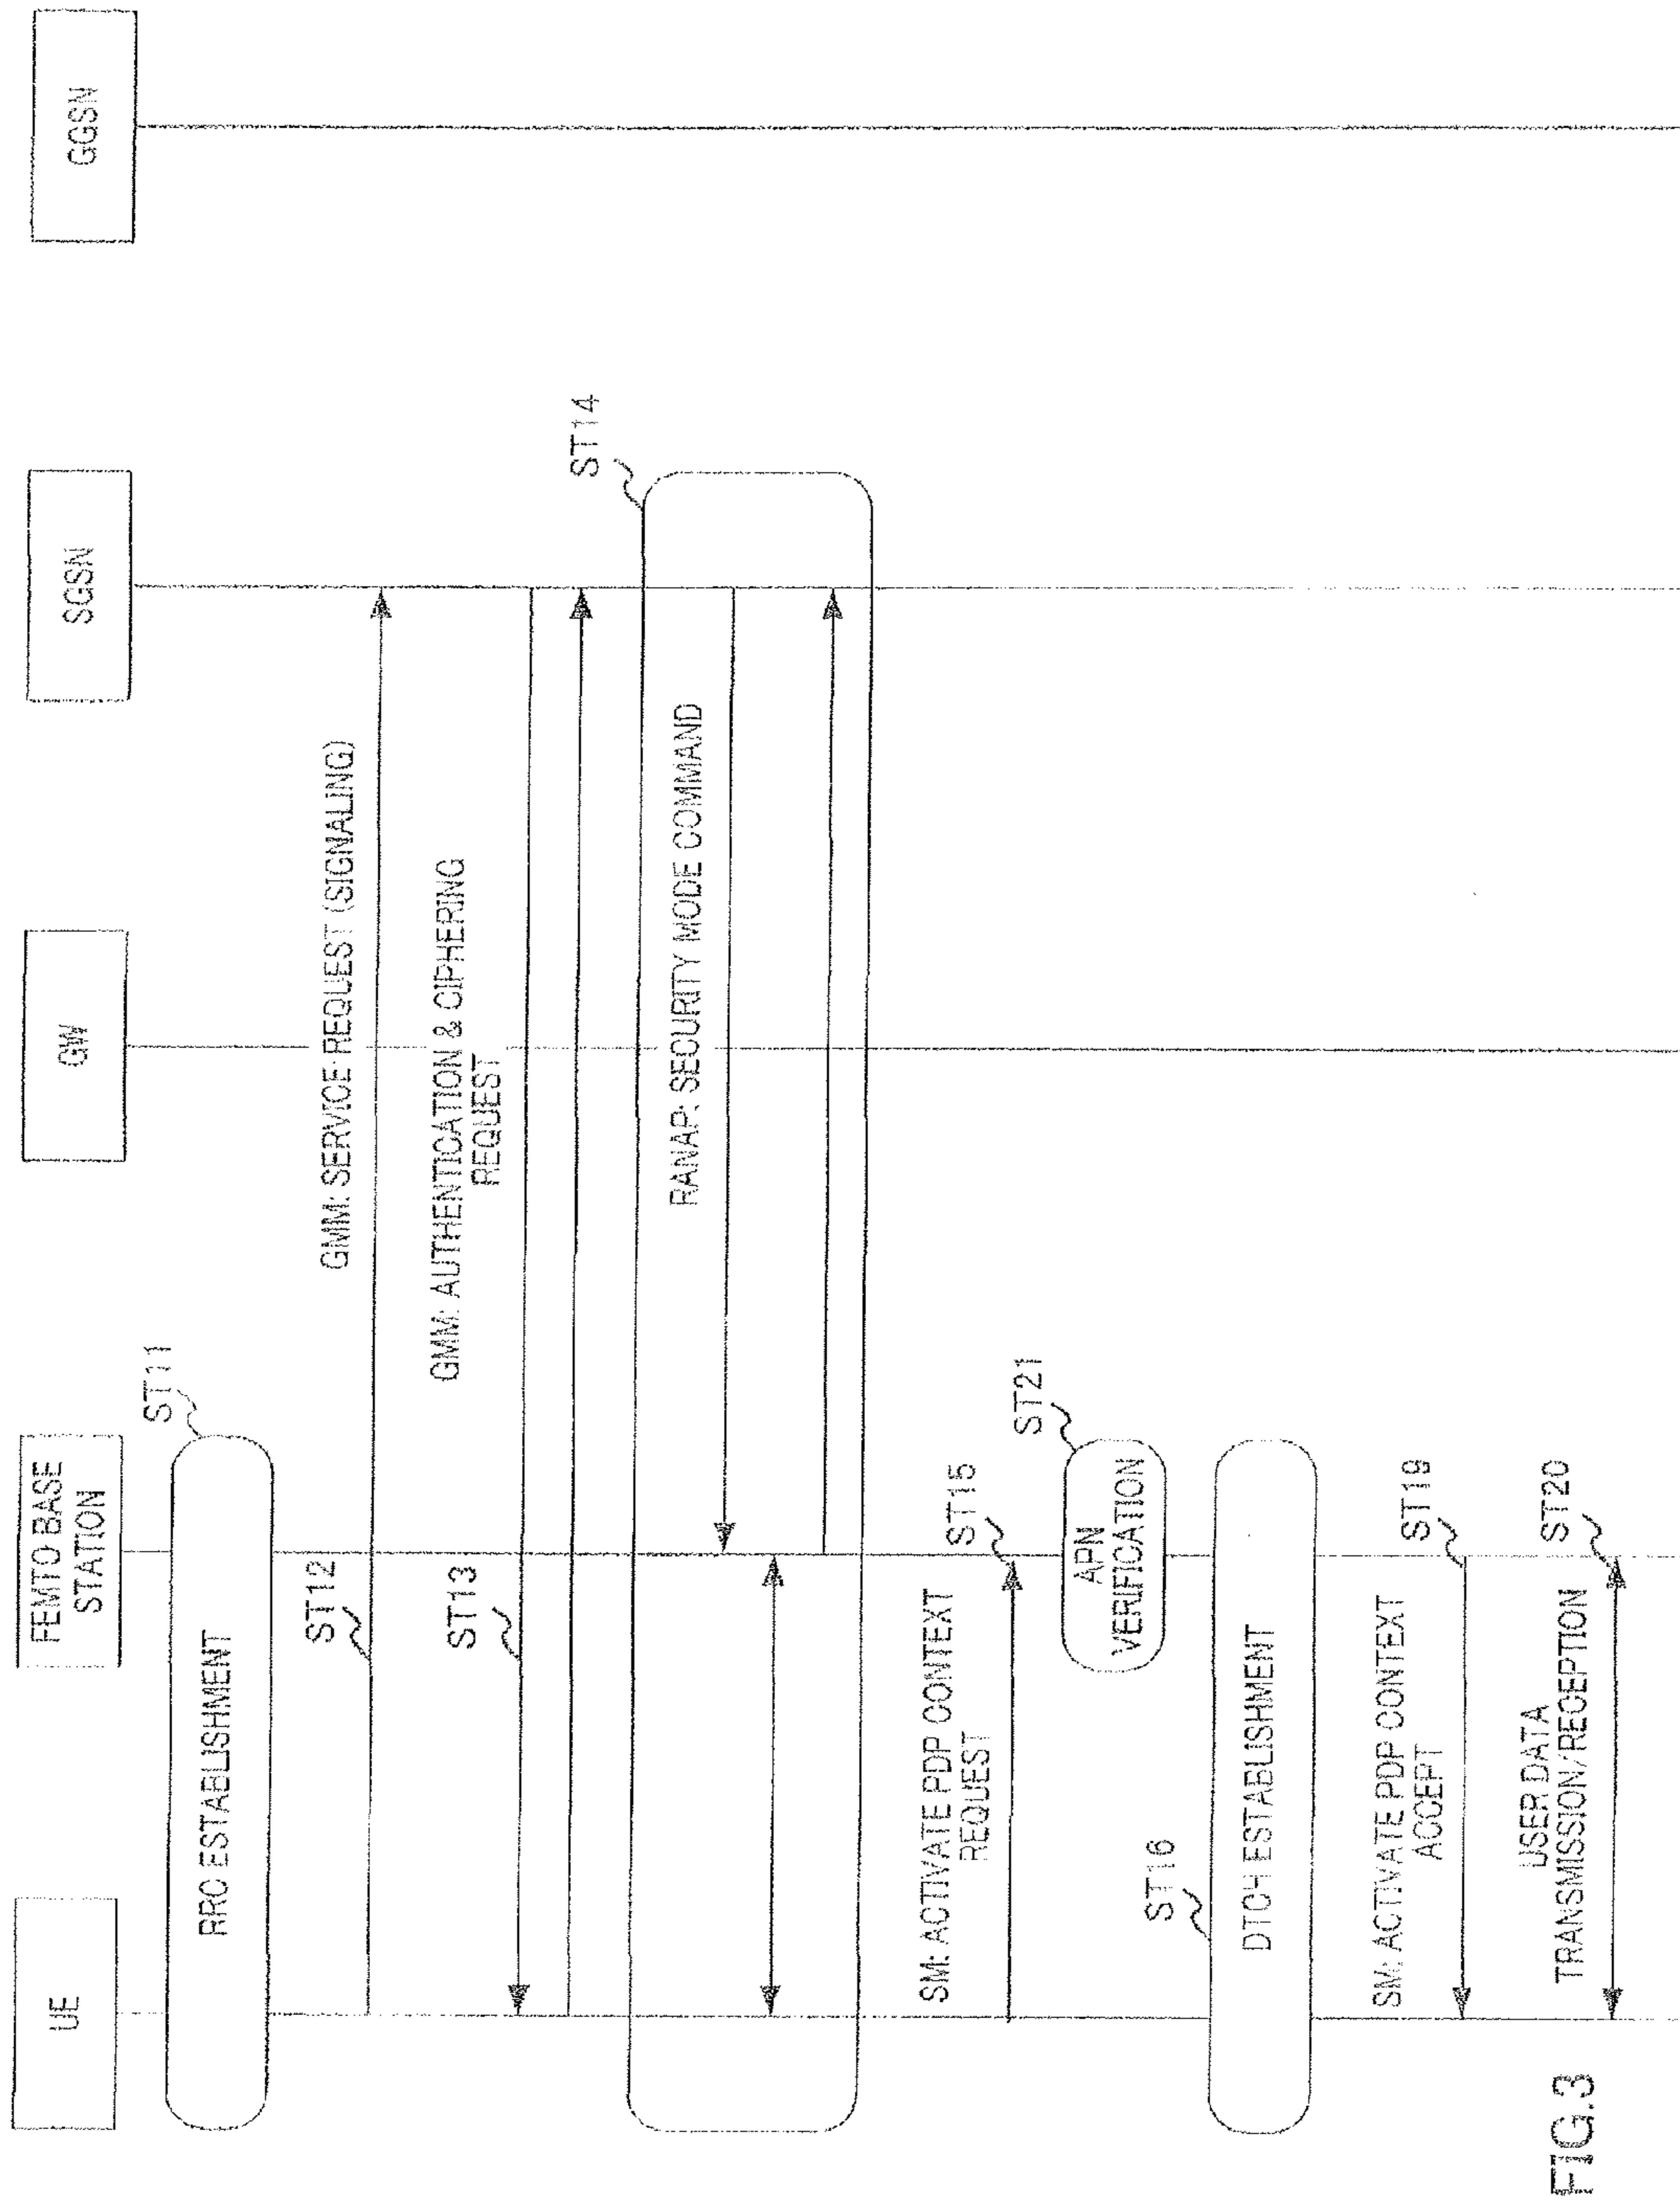 UE
FEMTO BASE
STATION
GW
SGSN
GGSN
RRC ESTABLISHMENT
ST11
ST12
GMM: SERVICE REQUEST (SIGNALING)
ST13
GMM: AUTHENTICATION & CIPHERING
REQUEST
ST14
RANAP: SECURITY MODE COMMAND
SM: ACTIVATE PDP CONTEXT
REQUEST
ST15
APN
VERIFICATION
ST21
ST16
DTCH ESTABLISHMENT
SM: ACTIVATE PDP CONTEXT
ACCEPT
ST19
USER DATA
TRANSMISSION/RECEPTION
ST20
FIG.3